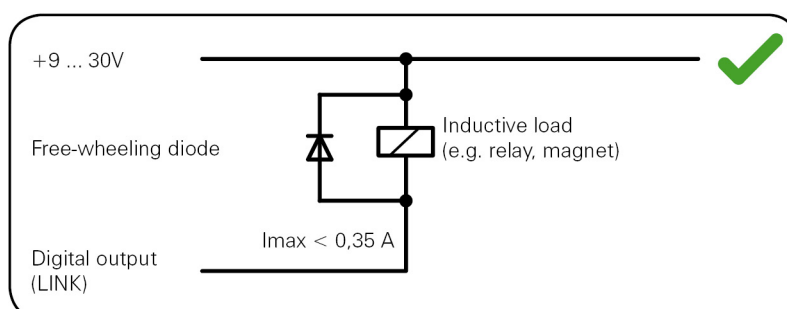 +9 ... 30V
Free-wheeling diode
Inductive load
(e.g. relay, magnet)
Imax < 0,35 A
Digital output
(LINK)